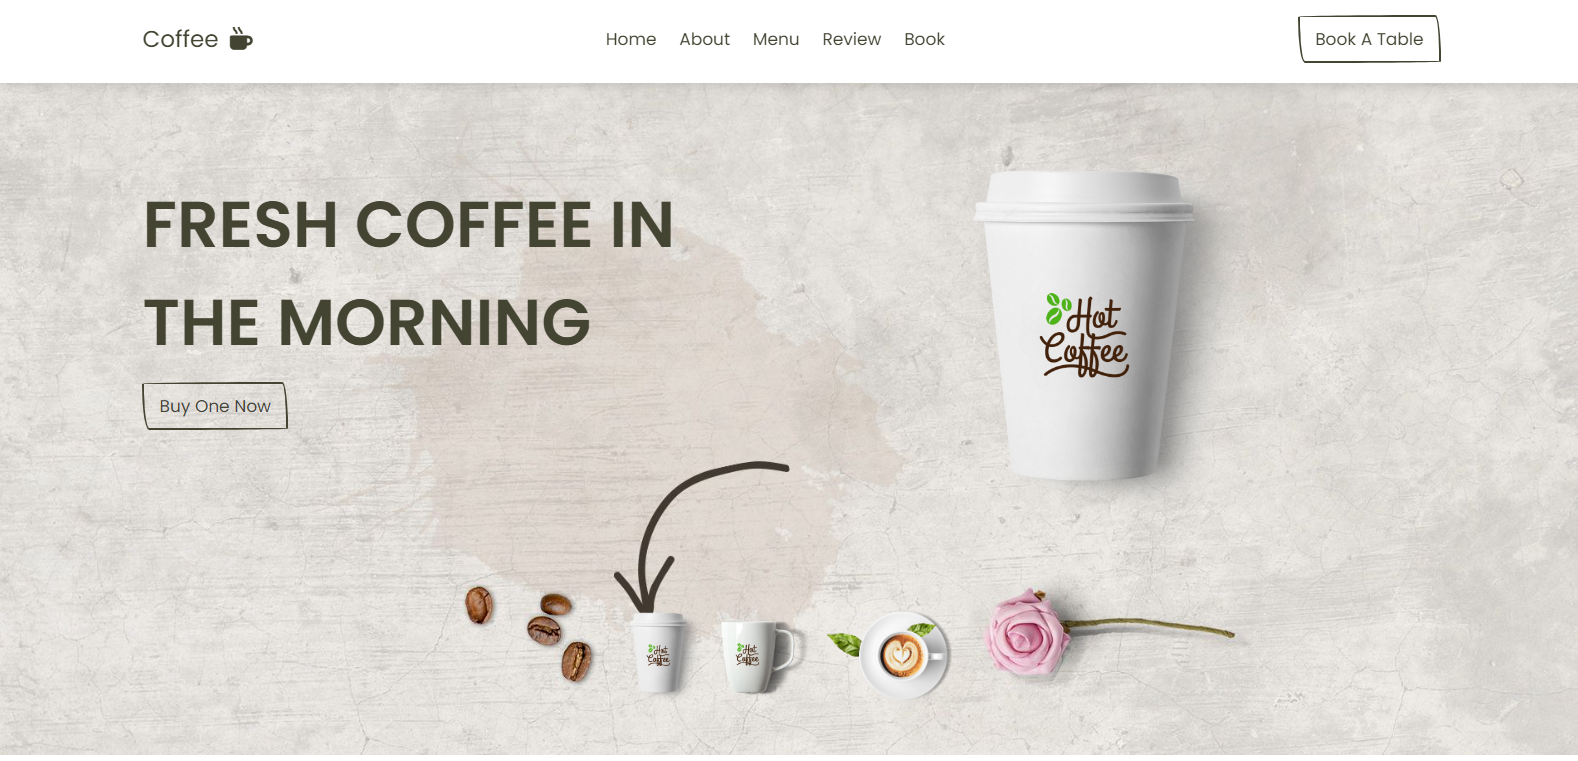 Coffee
Home About Menu Review Book
Book A Table
FRESH COFFEE IN
THE MORNING
Buy One Now
Hot
Coffee
Hot
Coffee
Hot
Coffee